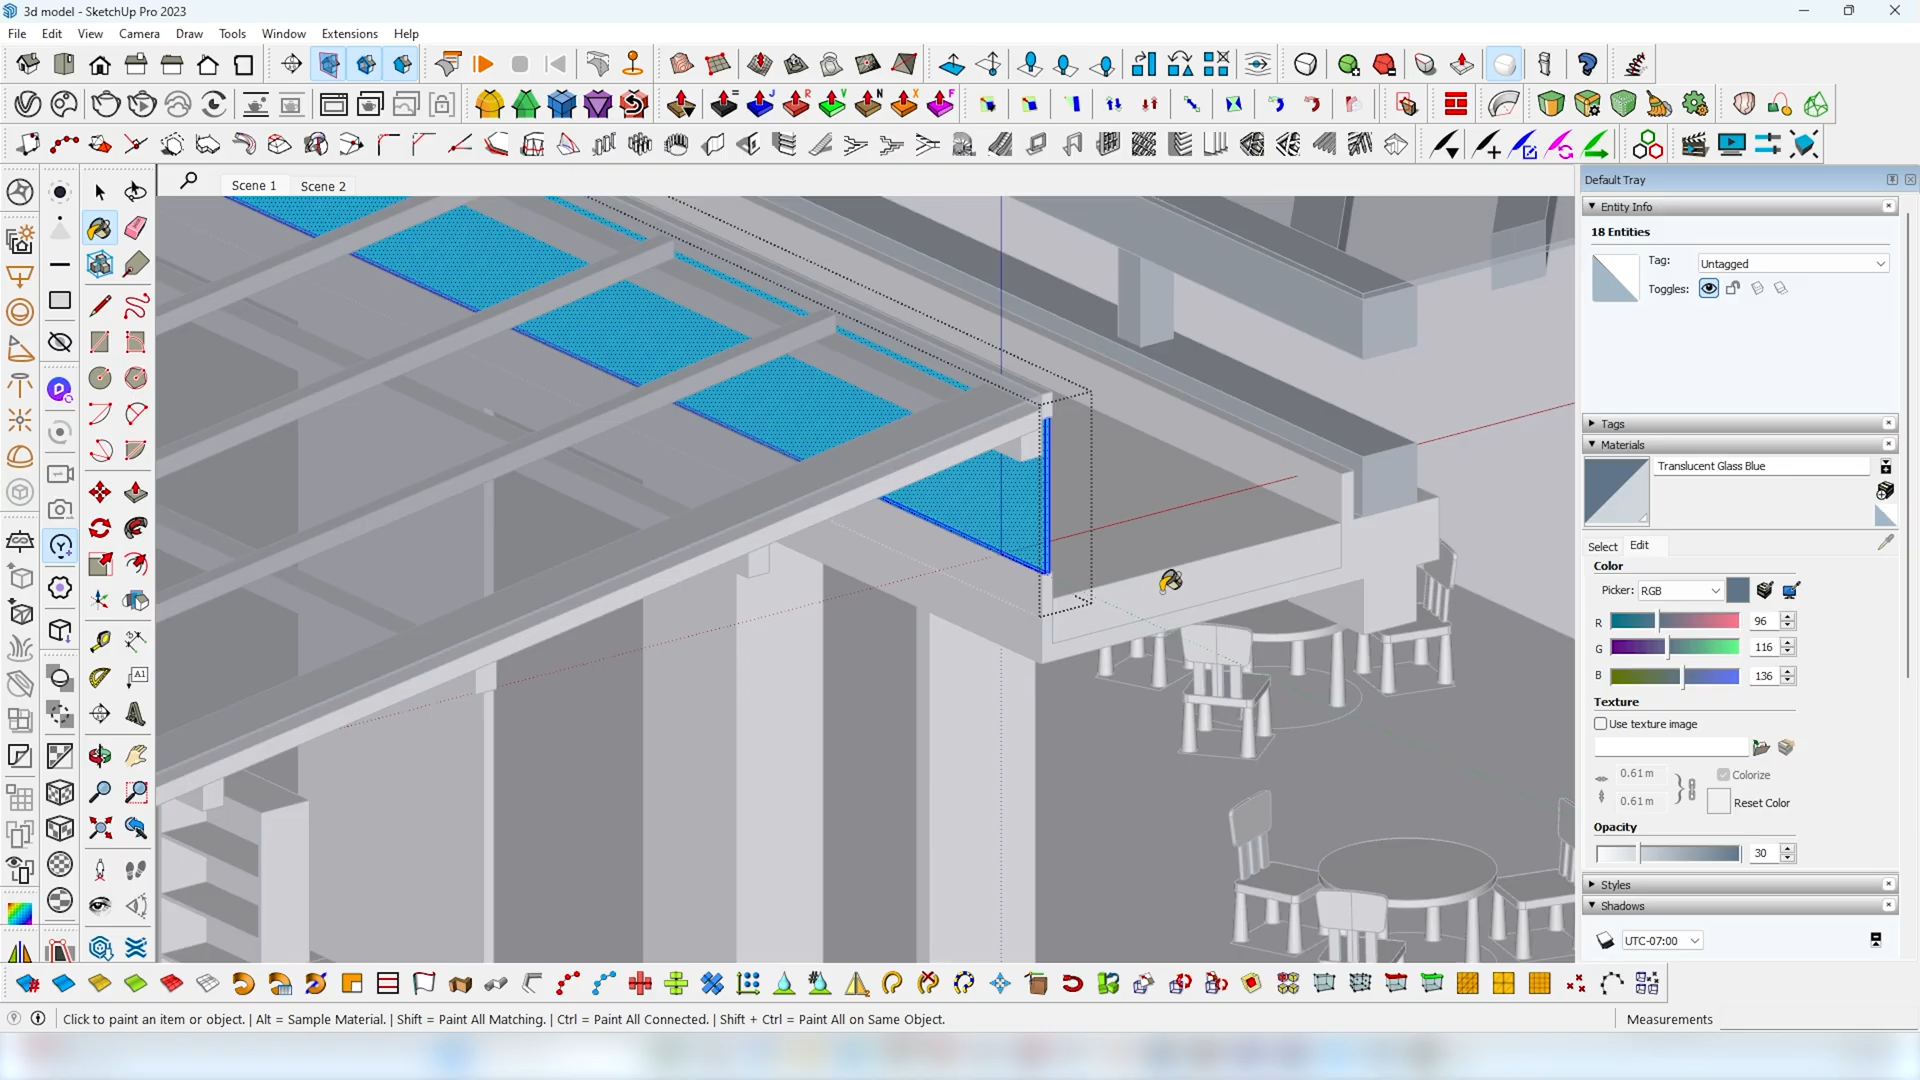 3d model - SketchUp Pro 2023
File Edit View Camera Draw Tools Window Extensions Help
Scene 1 Scene 2
Default Tray
Entity Info
18 Entities
Tag: Untagged
Toggles:
Tags
Materials
Translucent Glass Blue
Select Edit
Color
Picker: RGB
R 96
G 116
B 136
Texture
Use texture image
0.61 m
Colorize
0.61 m
Reset Color
Opacity
30
Styles
Shadows
UTC-07:00
Click to paint an item or object. | Alt = Sample Material. | Shift = Paint All Matching. | Ctrl = Paint All Connected. | Shift + Ctrl = Paint All on Same Object.
Measurements